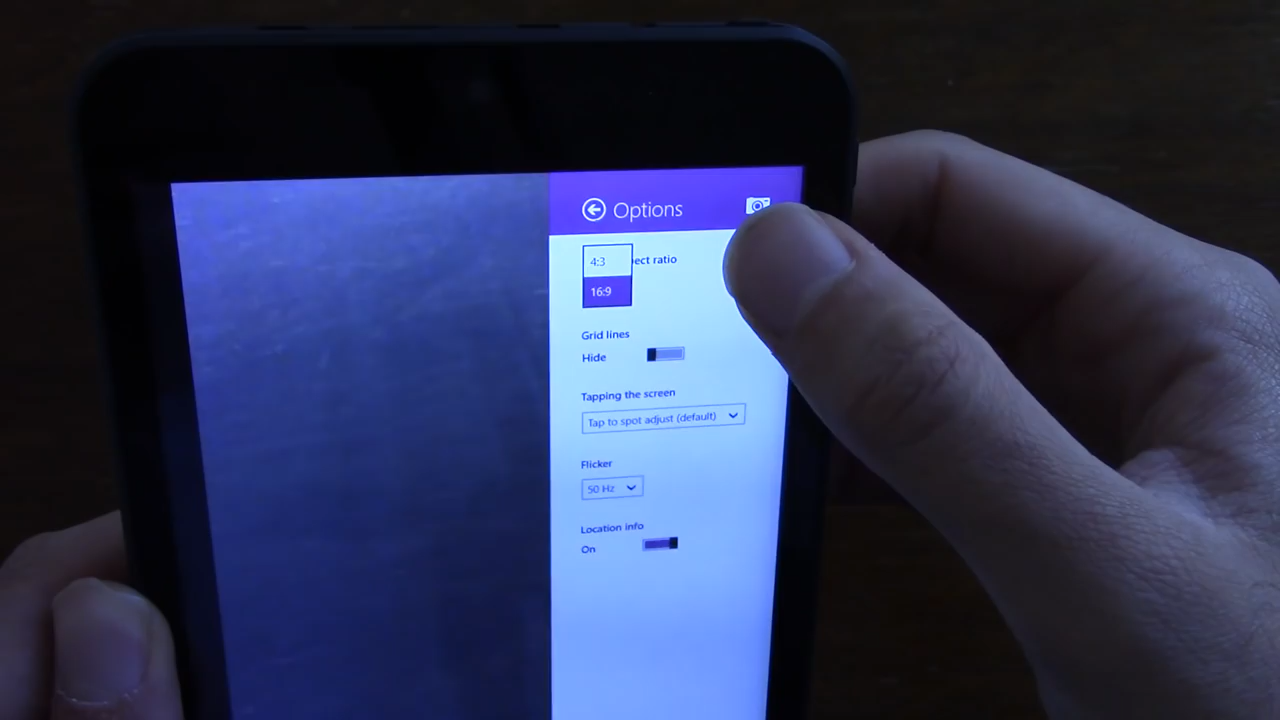 Options
4:3
ect ratio
16:9
Grid lines
Hide
Tapping the screen
Tap to spot adjust (default)
Flicker
50 Hz
Location info
On